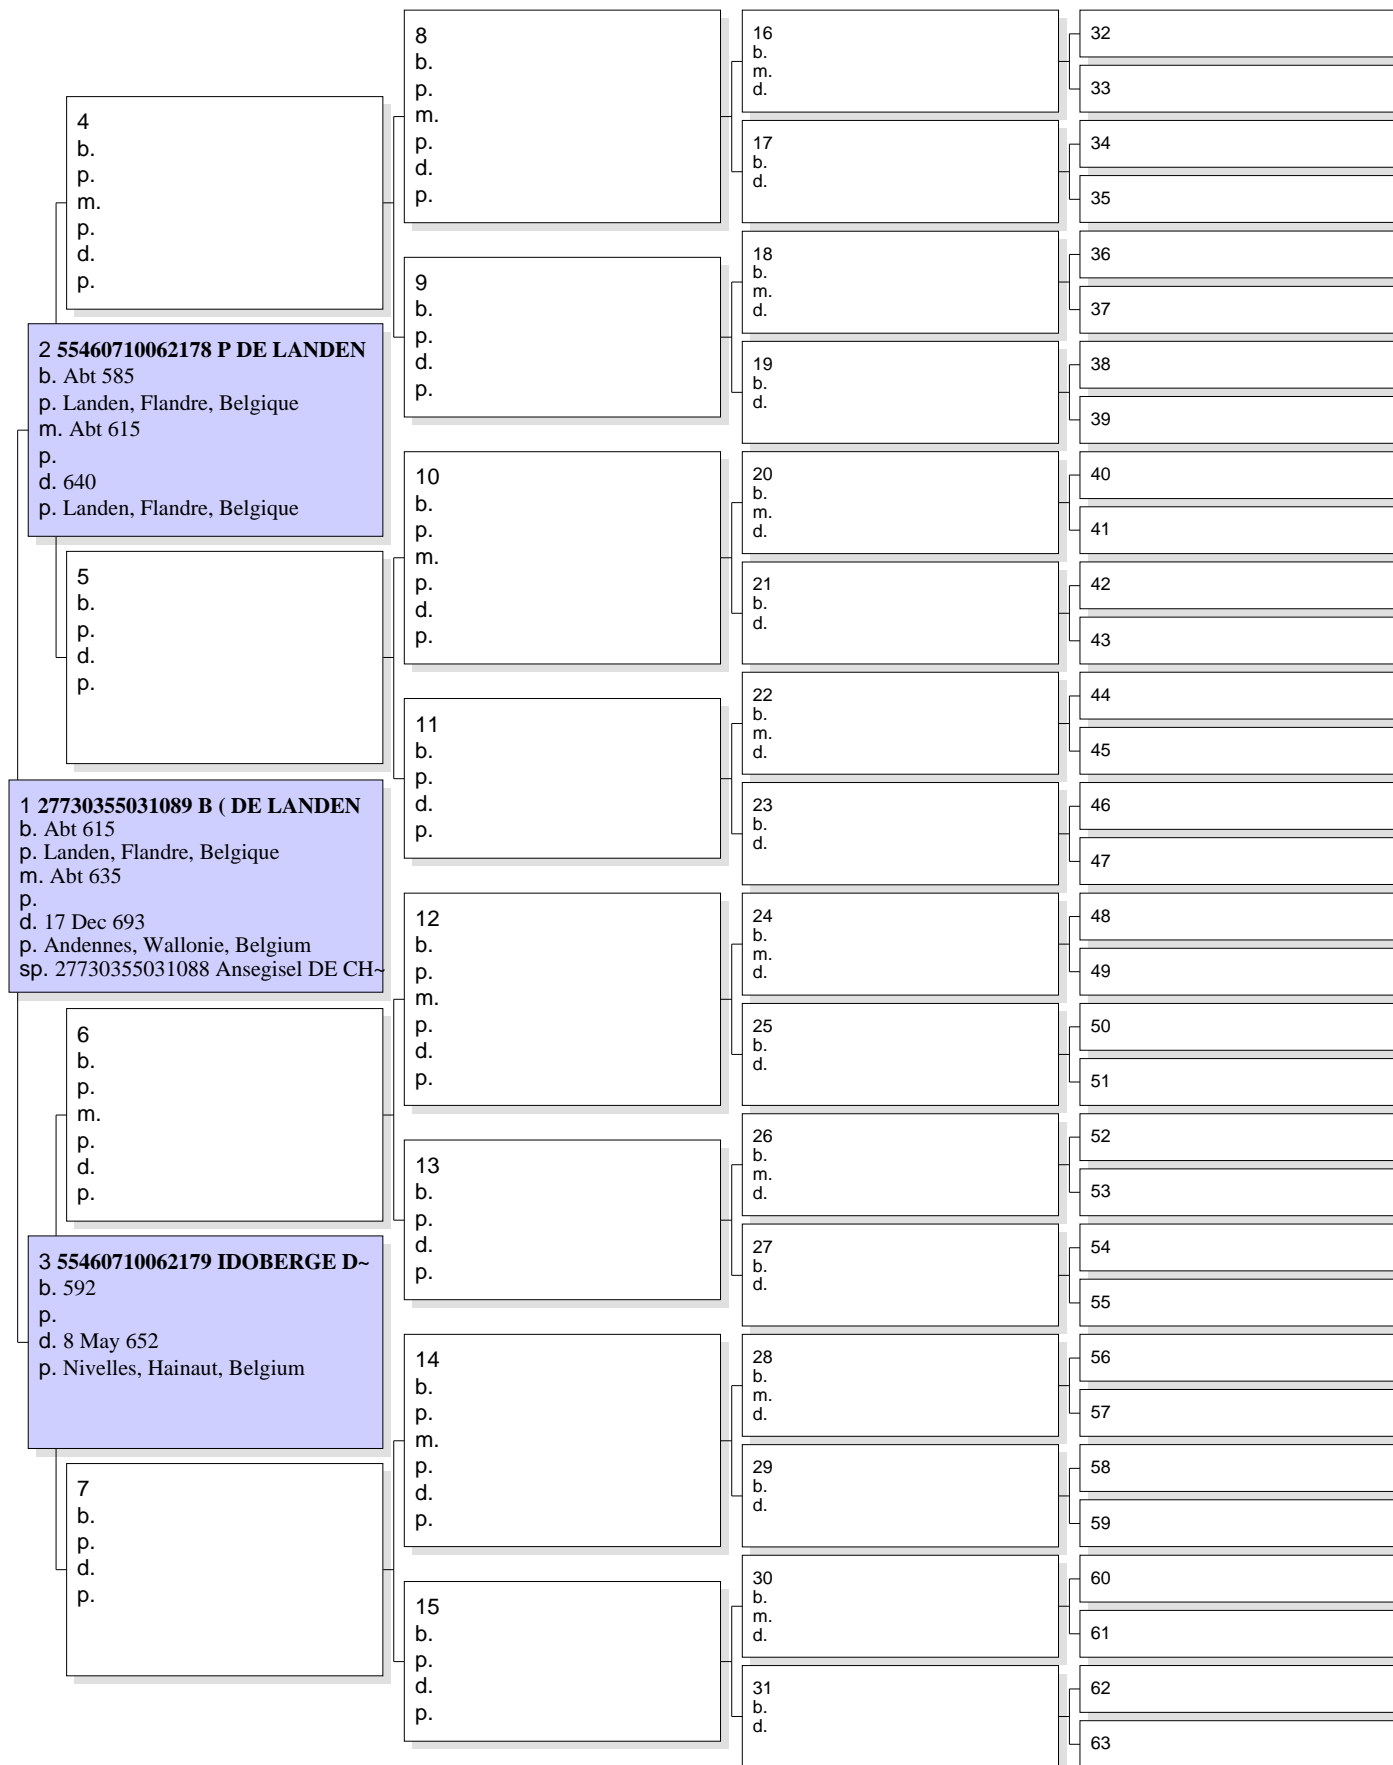 4
b.
p.
m.
p.
d.
p.
2 55460710062178 P DE LANDEN
b. Abt 585
p. Landen, Flandre, Belgique
m. Abt 615
p.
d. 640
p. Landen, Flandre, Belgique
5
b.
p.
d.
p.
1 27730355031089 B ( DE LANDEN
b. Abt 615
p. Landen, Flandre, Belgique
m. Abt 635
p.
d. 17 Dec 693
p. Andennes, Wallonie, Belgium
sp. 27730355031088 Ansegisel DE CH~
6
b.
p.
m.
p.
d.
p.
3 55460710062179 IDOBERGE D~
b. 592
p.
d. 8 May 652
p. Nivelles, Hainaut, Belgium
7
b.
p.
d.
p.
8
b.
p.
m.
p.
d.
p.
9
b.
p.
d.
p.
10
b.
p.
m.
p.
d.
p.
11
b.
p.
d.
p.
12
b.
p.
m.
p.
d.
p.
13
b.
p.
d.
p.
14
b.
p.
m.
p.
d.
p.
15
b.
p.
d.
p.
16
b.
m.
d.
17
b.
d.
18
b.
m.
d.
19
b.
d.
20
b.
m.
d.
21
b.
d.
22
b.
m.
d.
23
b.
d.
24
b.
m.
d.
25
b.
d.
26
b.
m.
d.
27
b.
d.
28
b.
m.
d.
29
b.
d.
30
b.
m.
d.
31
b.
d.
32
33
34
35
36
37
38
39
40
41
42
43
44
45
46
47
48
49
50
51
52
53
54
55
56
57
58
59
60
61
62
63